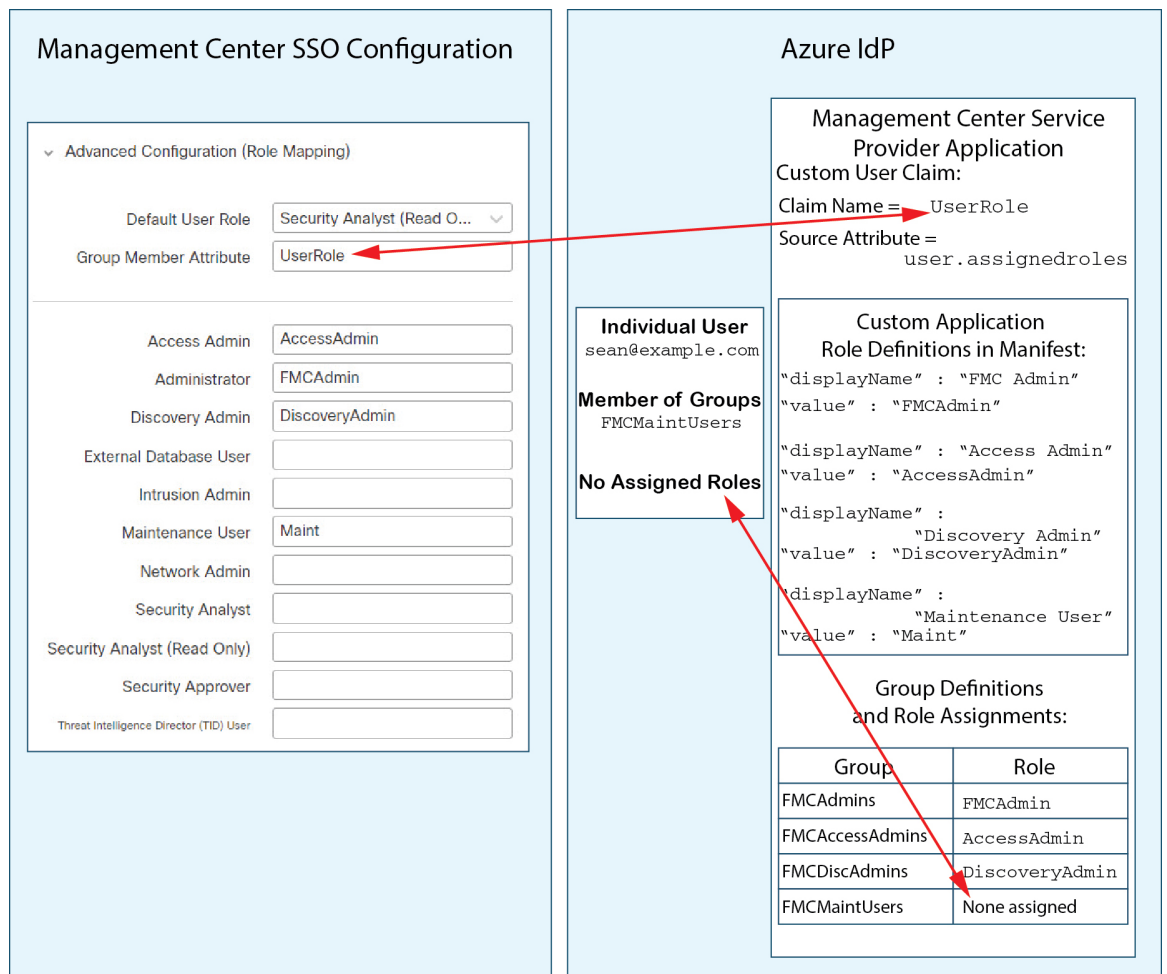 Management Center SSO Configuration
Advanced Configuration (Role Mapping)
Default User Role Security Analyst (Read O...
Group Member Attribute UserRole
Access Admin AccessAdmin
Administrator FMCAdmin
Discovery Admin DiscoveryAdmin
External Database User
Intrusion Admin
Maintenance User Maint
Network Admin
Security Analyst
Security Analyst (Read Only)
Security Approver
Threat Intelligence Director (TID) User
Azure IdP
Individual User
sean@example.com
Member of Groups
FMCMaintUsers
No Assigned Roles
Management Center Service
Provider Application
Custom User Claim:
Claim Name = UserRole
Source Attribute =
user.assignedroles
Custom Application
Role Definitions in Manifest:
“displayName” : “FMC Admin”
“value” : “FMCAdmin”
“displayName” : “Access Admin”
“value” : “AccessAdmin”
“displayName” :
“Discovery Admin”
“value” : “DiscoveryAdmin”
“displayName” :
“Maintenance User”
“value” : “Maint”
Group Definitions
and Role Assignments:
Group Role
FMCAdmins FMCAdmin
FMCAccessAdmins AccessAdmin
FMCDiscAdmins DiscoveryAdmin
FMCMaintUsers None assigned